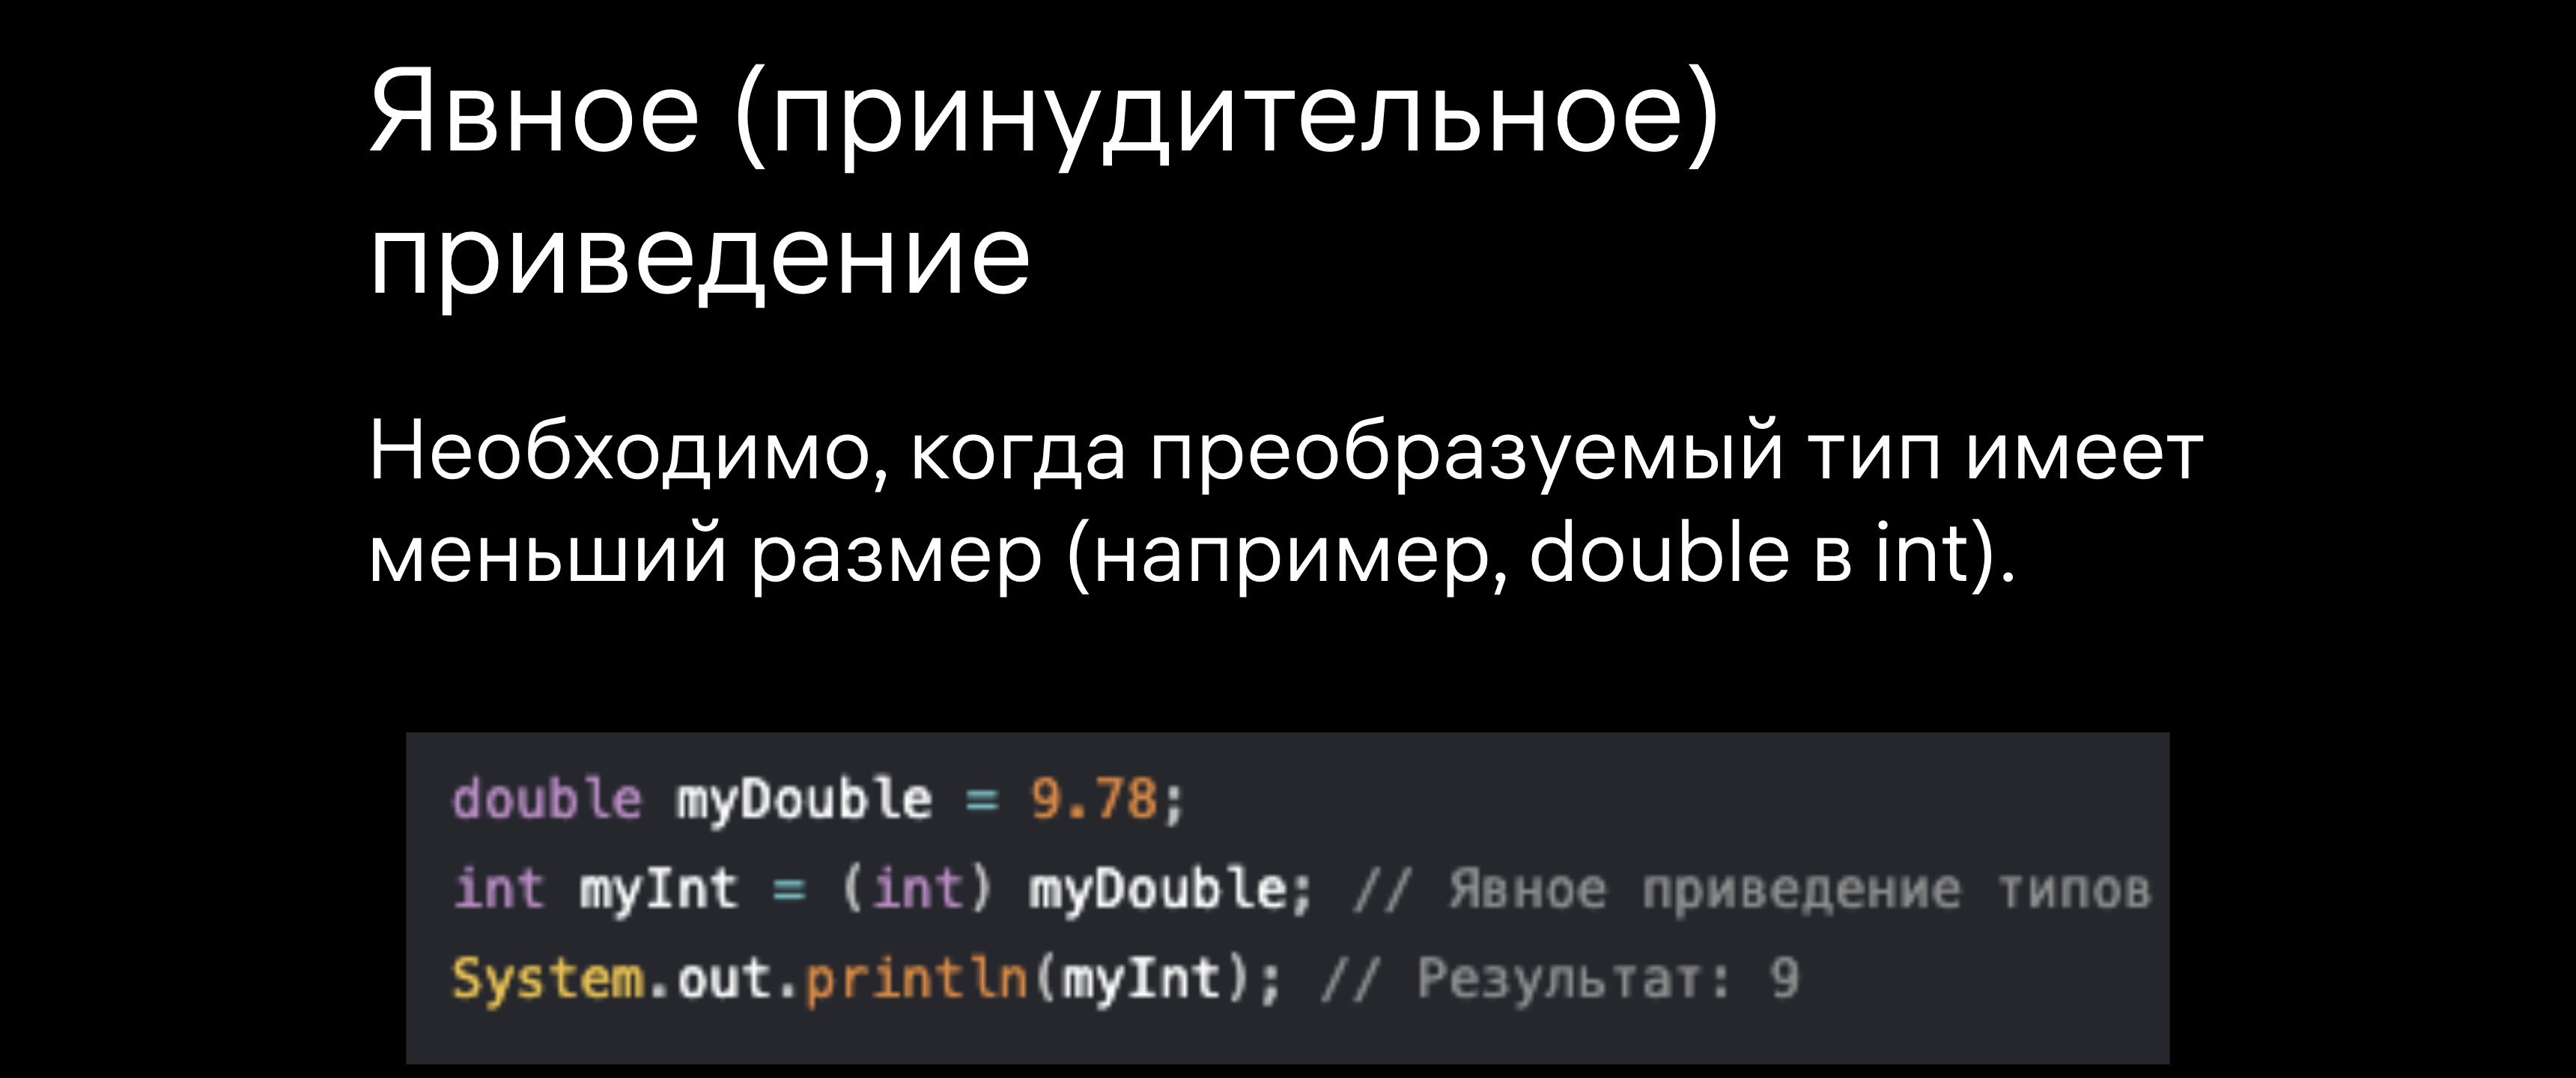 Явное (принудительное)
приведение
Необходимо, когда преобразуемый тип имеет
меньший размер (например, double в int).
double myDouble = 9.78;
int myInt = (int) myDouble; // Явное приведение типов
System.out.println(myInt); // Результат: 9